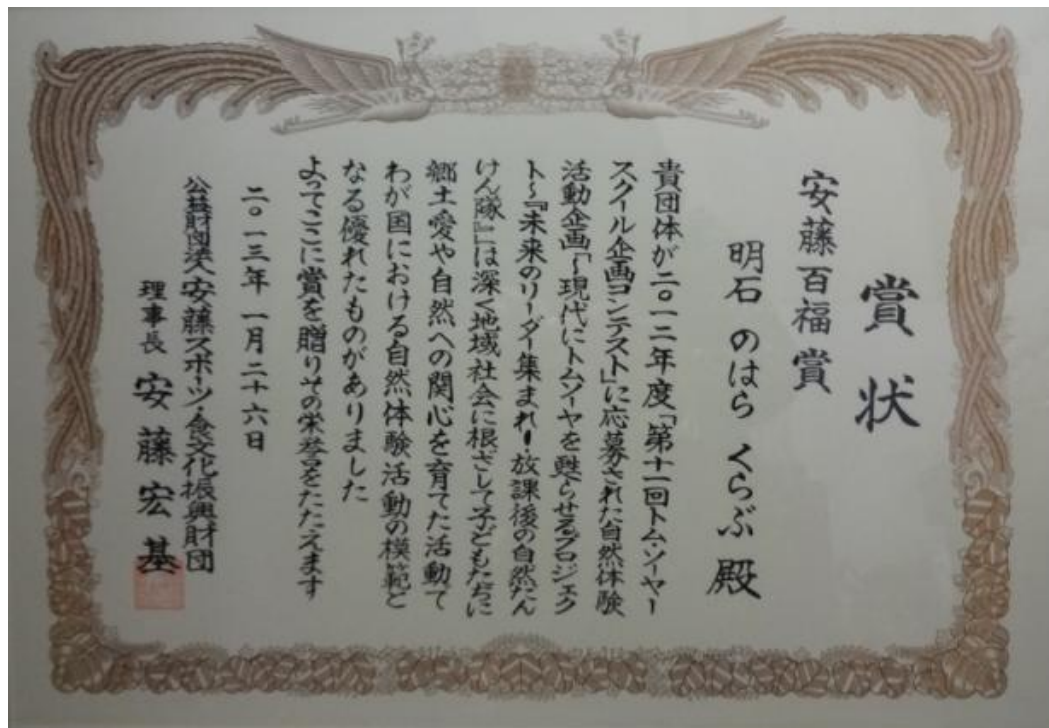 賞状
安藤百福賞
明石 のはら くらぶ 殿
貴団体が二〇一二年度「第十一回トム・ソーヤー
スクール企画コンテスト」に応募された自然体験
活動企画「〜現代にトムソーヤを甦らせるプロジェク
ト〜『未来のリーダー集まれ!放課後の自然たん
けん隊』」は深く地域社会に根ざして子どもたちに
郷土愛や自然への関心を育てた活動で
わが国における自然体験活動の模範と
なる優れたものがありました
よってここに賞を贈りその栄誉をたたえます
二〇一三年一月二十六日
公益財団法人安藤スポーツ・食文化振興財団
理事長 安藤宏基